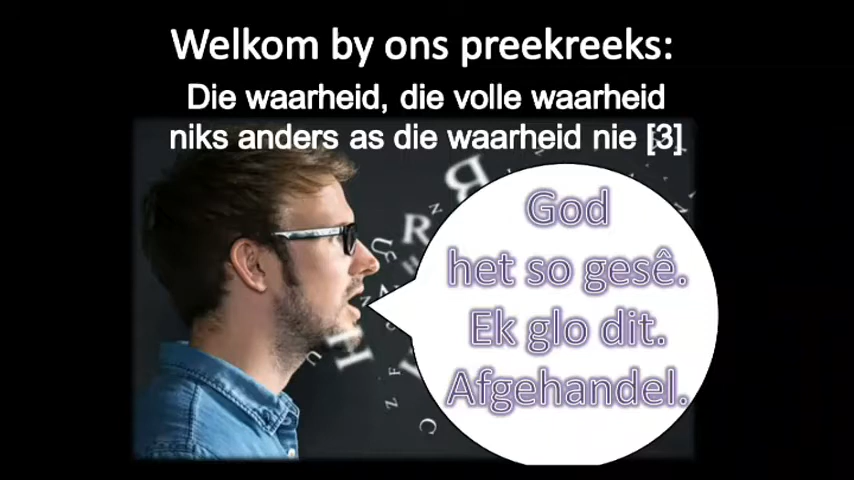 Welkom by ons preekreeks:
Die waarheid, die volle waarheid
niks anders as die waarheid nie [3]
God
het so gesê.
Ek glo dit.
Afgehandel.